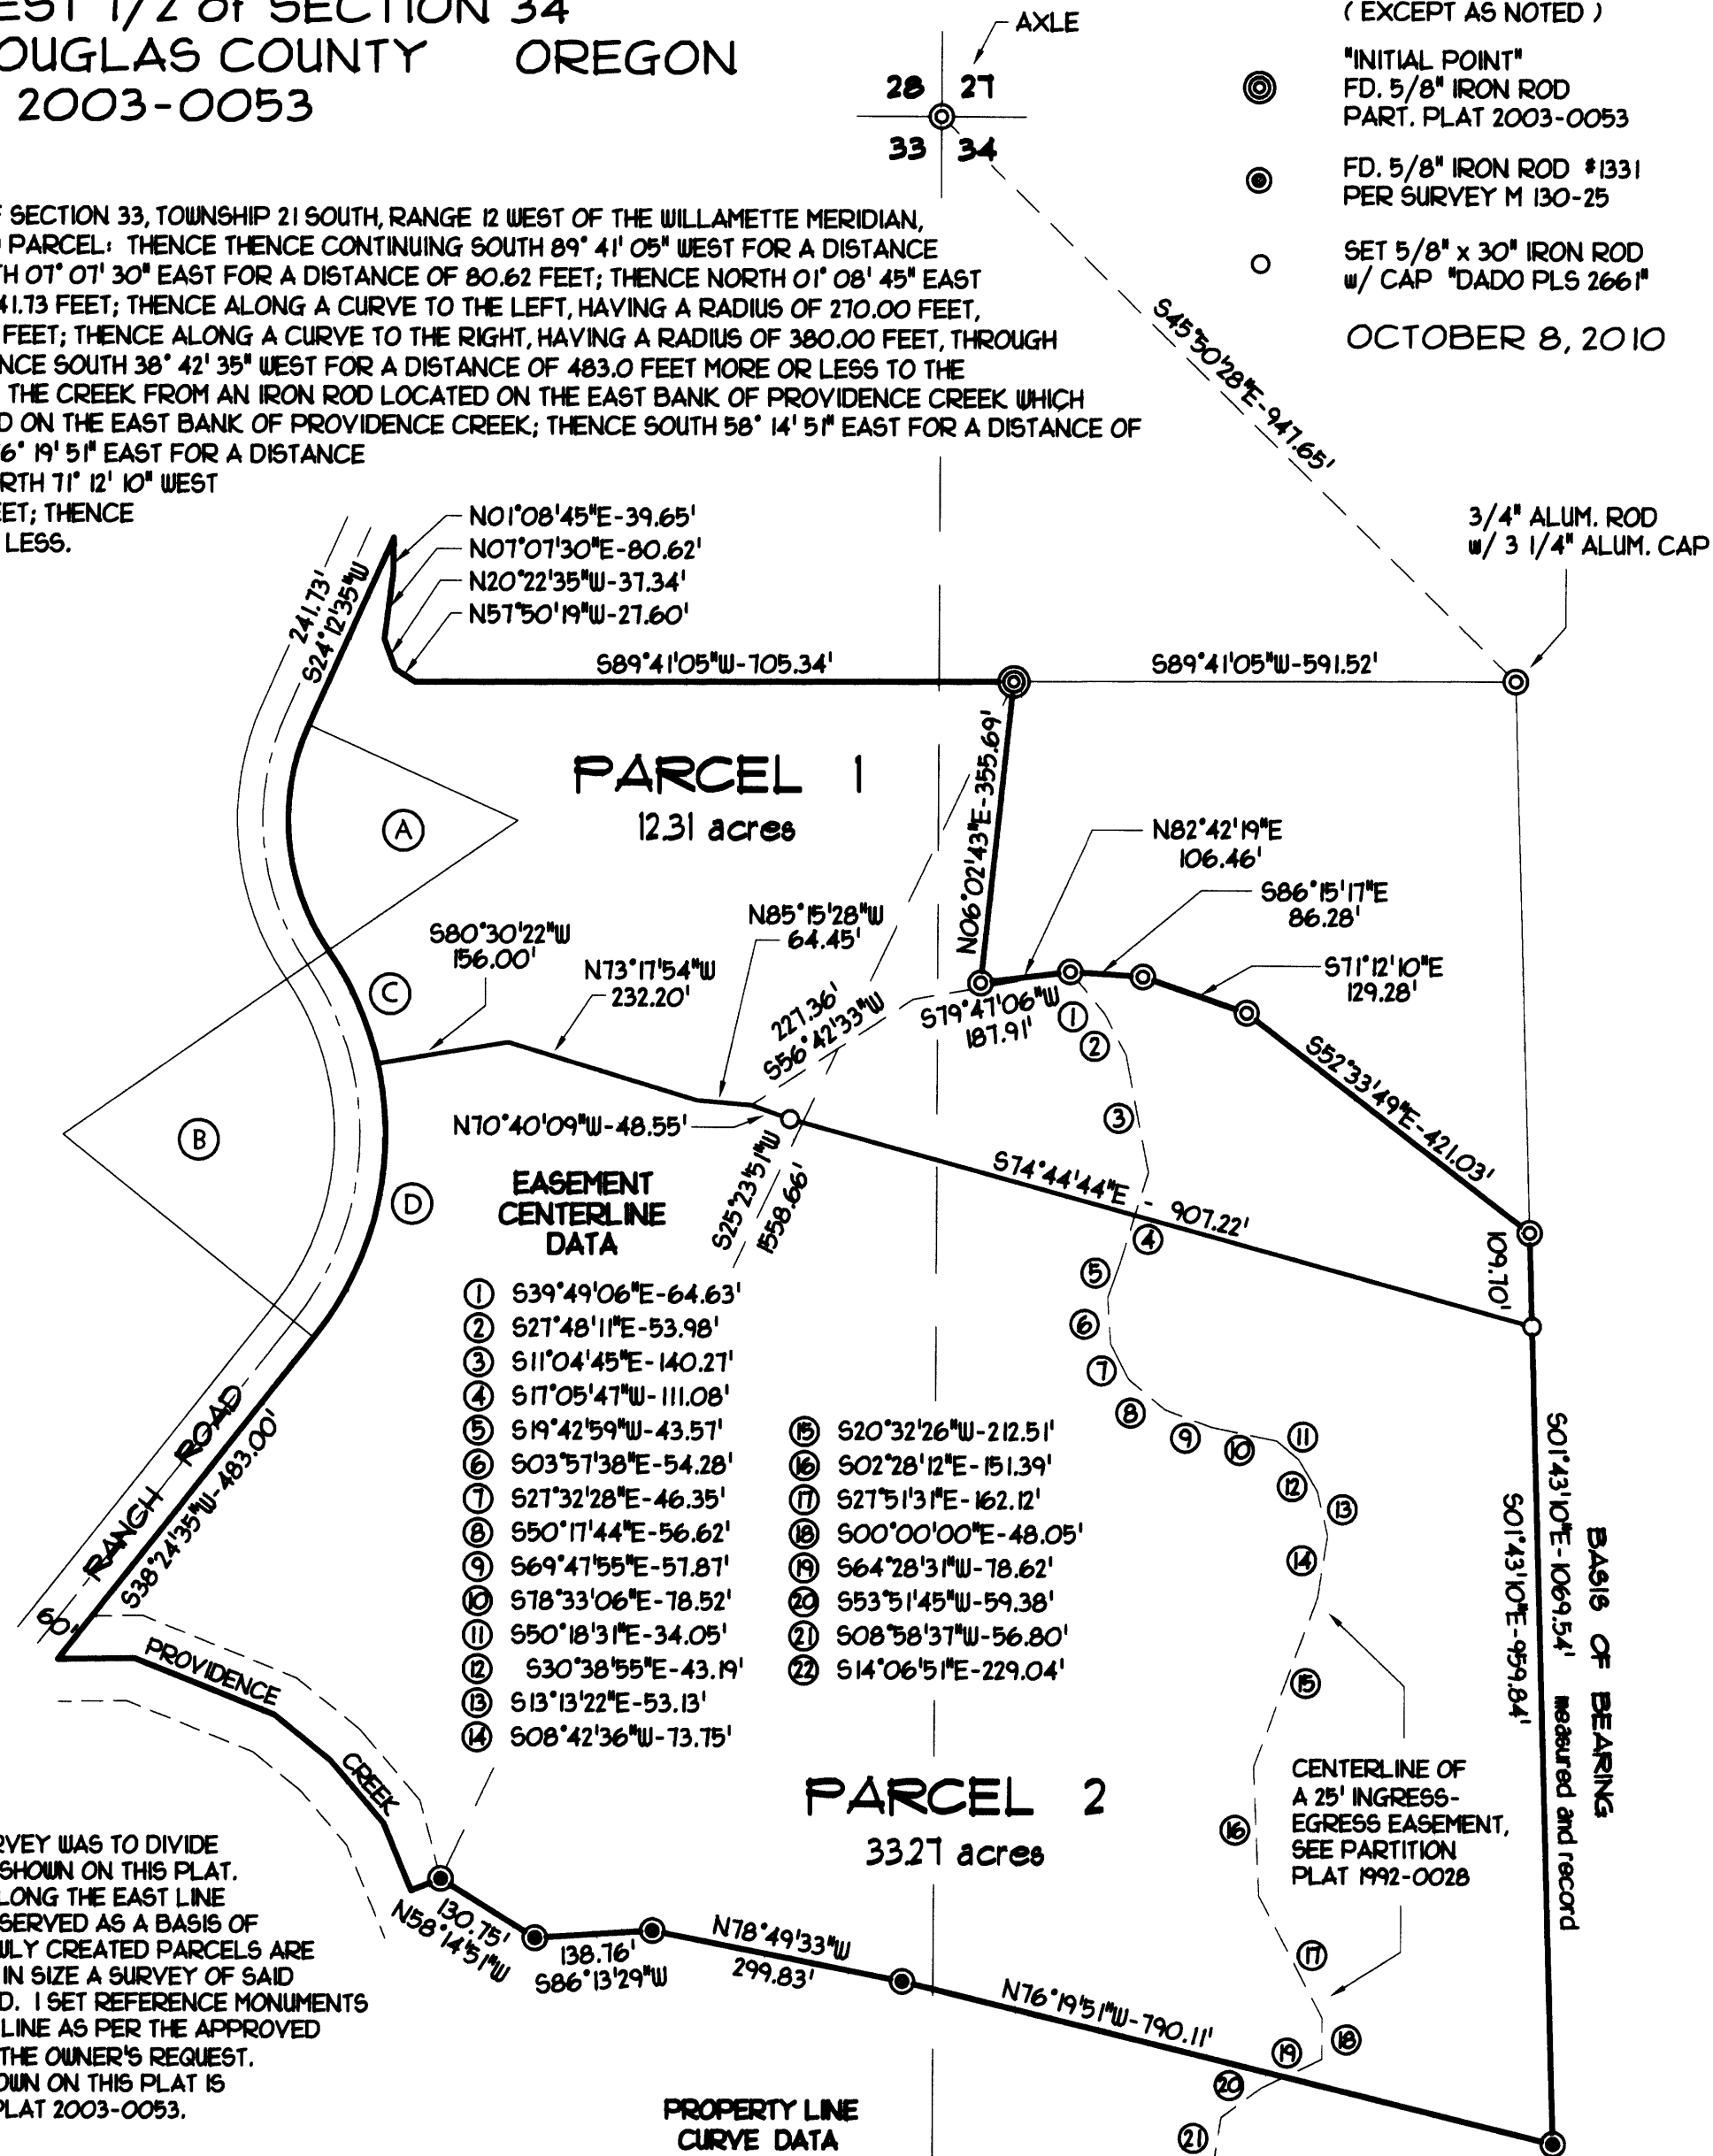 EST 1/2 of SECTION 34
OUGLAS COUNTY OREGON
2003-0053
SECTION 33, TOWNSHIP 21 SOUTH, RANGE 12 WEST OF THE WILLAMETTE MERIDIAN,
PARCEL: THENCE THENCE CONTINUING SOUTH 89° 41' 05" WEST FOR A DISTANCE
TH 07° 07' 30" EAST FOR A DISTANCE OF 80.62 FEET; THENCE NORTH 01° 08' 45" EAST
41.73 FEET; THENCE ALONG A CURVE TO THE LEFT, HAVING A RADIUS OF 270.00 FEET,
FEET; THENCE ALONG A CURVE TO THE RIGHT, HAVING A RADIUS OF 380.00 FEET, THROUGH
NCE SOUTH 38° 42' 35" WEST FOR A DISTANCE OF 483.0 FEET MORE OR LESS TO THE
THE CREEK FROM AN IRON ROD LOCATED ON THE EAST BANK OF PROVIDENCE CREEK WHICH
D ON THE EAST BANK OF PROVIDENCE CREEK; THENCE SOUTH 58° 14' 51" EAST FOR A DISTANCE OF
6° 19' 51" EAST FOR A DISTANCE
RTH 71° 12' 10" WEST
EET; THENCE
LESS.
AXLE
28 27
33 34
( EXCEPT AS NOTED )
"INITIAL POINT"
FD. 5/8" IRON ROD
PART. PLAT 2003-0053
FD. 5/8" IRON ROD #1331
PER SURVEY M 130-25
SET 5/8" x 30" IRON ROD
w/ CAP "DADO PLS 2661"
OCTOBER 8, 2010
S45°50'28"E-947.65'
3/4" ALUM. ROD
w/ 3 1/4" ALUM. CAP
N01°08'45"E-39.65'
N07°07'30"E-80.62'
N20°22'35"W-37.34'
N57°50'19"W-27.60'
241.73'
S24°12'35"W
S89°41'05"W-705.34'
S89°41'05"W-591.52'
PARCEL 1
12.31 acres
N06°02'43"E-355.69'
A
N82°42'19"E
106.46'
S86°15'17"E
86.28'
S71°12'10"E
129.28'
S80°30'22"W
156.00'
N73°17'54"W
232.20'
N85°15'28"W
64.45'
C
227.36'
S56°42'33"W
S79°47'06"W
187.91'
1
2
3
S52°33'49"E-421.03'
B
N70°40'09"W-48.55'
S74°44'44"E - 907.22'
D
S25°23'51"W
1558.66'
109.70'
4
5
6
7
8
9
10
11
12
13
14
15
16
17
18
19
20
21
EASEMENT
CENTERLINE
DATA
1 S39°49'06"E-64.63'
2 S27°48'11"E-53.98'
3 S11°04'45"E-140.27'
4 S17°05'47"W-111.08'
5 S19°42'59"W-43.57'
6 S03°57'38"E-54.28'
7 S27°32'28"E-46.35'
8 S50°17'44"E-56.62'
9 S69°47'55"E-57.87'
10 S78°33'06"E-78.52'
11 S50°18'31"E-34.05'
12 S30°38'55"E-43.19'
13 S13°13'22"E-53.13'
14 S08°42'36"W-73.75'
15 S20°32'26"W-212.51'
16 S02°28'12"E-151.39'
17 S27°51'31"E-162.12'
18 S00°00'00"E-48.05'
19 S64°28'31"W-78.62'
20 S53°51'45"W-59.38'
21 S08°58'37"W-56.80'
22 S14°06'51"E-229.04'
RANGH ROAD
S38°24'35"W-483.00'
60'
PROVIDENCE
CREEK
S01°43'10"E-1069.54' measured and record
S01°43'10"E-959.84'
BASIS OF BEARING
PARCEL 2
33.27 acres
CENTERLINE OF
A 25' INGRESS-
EGRESS EASEMENT,
SEE PARTITION
PLAT 1992-0028
130.75'
N58°14'51"W
138.76'
S86°13'29"W
N78°49'33"W
299.83'
N76°19'51"W-790.11'
RVEY WAS TO DIVIDE
SHOWN ON THIS PLAT.
LONG THE EAST LINE
SERVED AS A BASIS OF
WLY CREATED PARCELS ARE
IN SIZE A SURVEY OF SAID
D. I SET REFERENCE MONUMENTS
LINE AS PER THE APPROVED
THE OWNER'S REQUEST.
OWN ON THIS PLAT IS
PLAT 2003-0053.
PROPERTY LINE
CURVE DATA